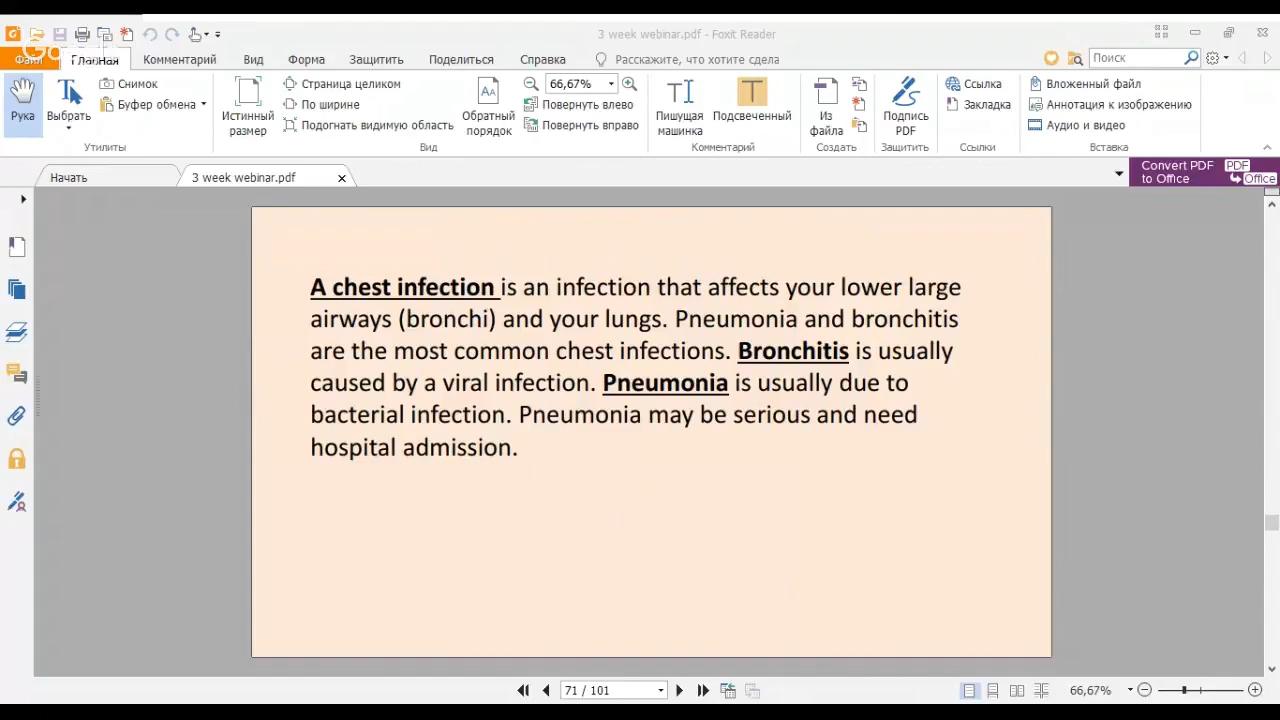 3 week webinar.pdf - Foxit Reader
Файл Главная Комментарий Вид Форма Защитить Поделиться Справка Расскажите, что хотите сдела Поиск
Рука
Выбрать
Снимок
Буфер обмена
Утилиты
Истинный размер
Страница целиком
По ширине
Подогнать видимую область
Обратный порядок
66,67%
Повернуть влево
Повернуть вправо
Вид
Пишущая машинка
Подсвеченный
Комментарий
Из файла
Создать
Подпись PDF
Защитить
Ссылка
Закладка
Ссылки
Вложенный файл
Аннотация к изображению
Аудио и видео
Вставка
Начать
3 week webinar.pdf
Convert PDF to Office
PDF
Office
A chest infection is an infection that affects your lower large
airways (bronchi) and your lungs. Pneumonia and bronchitis
are the most common chest infections. Bronchitis is usually
caused by a viral infection. Pneumonia is usually due to
bacterial infection. Pneumonia may be serious and need
hospital admission.
71 / 101
66,67%